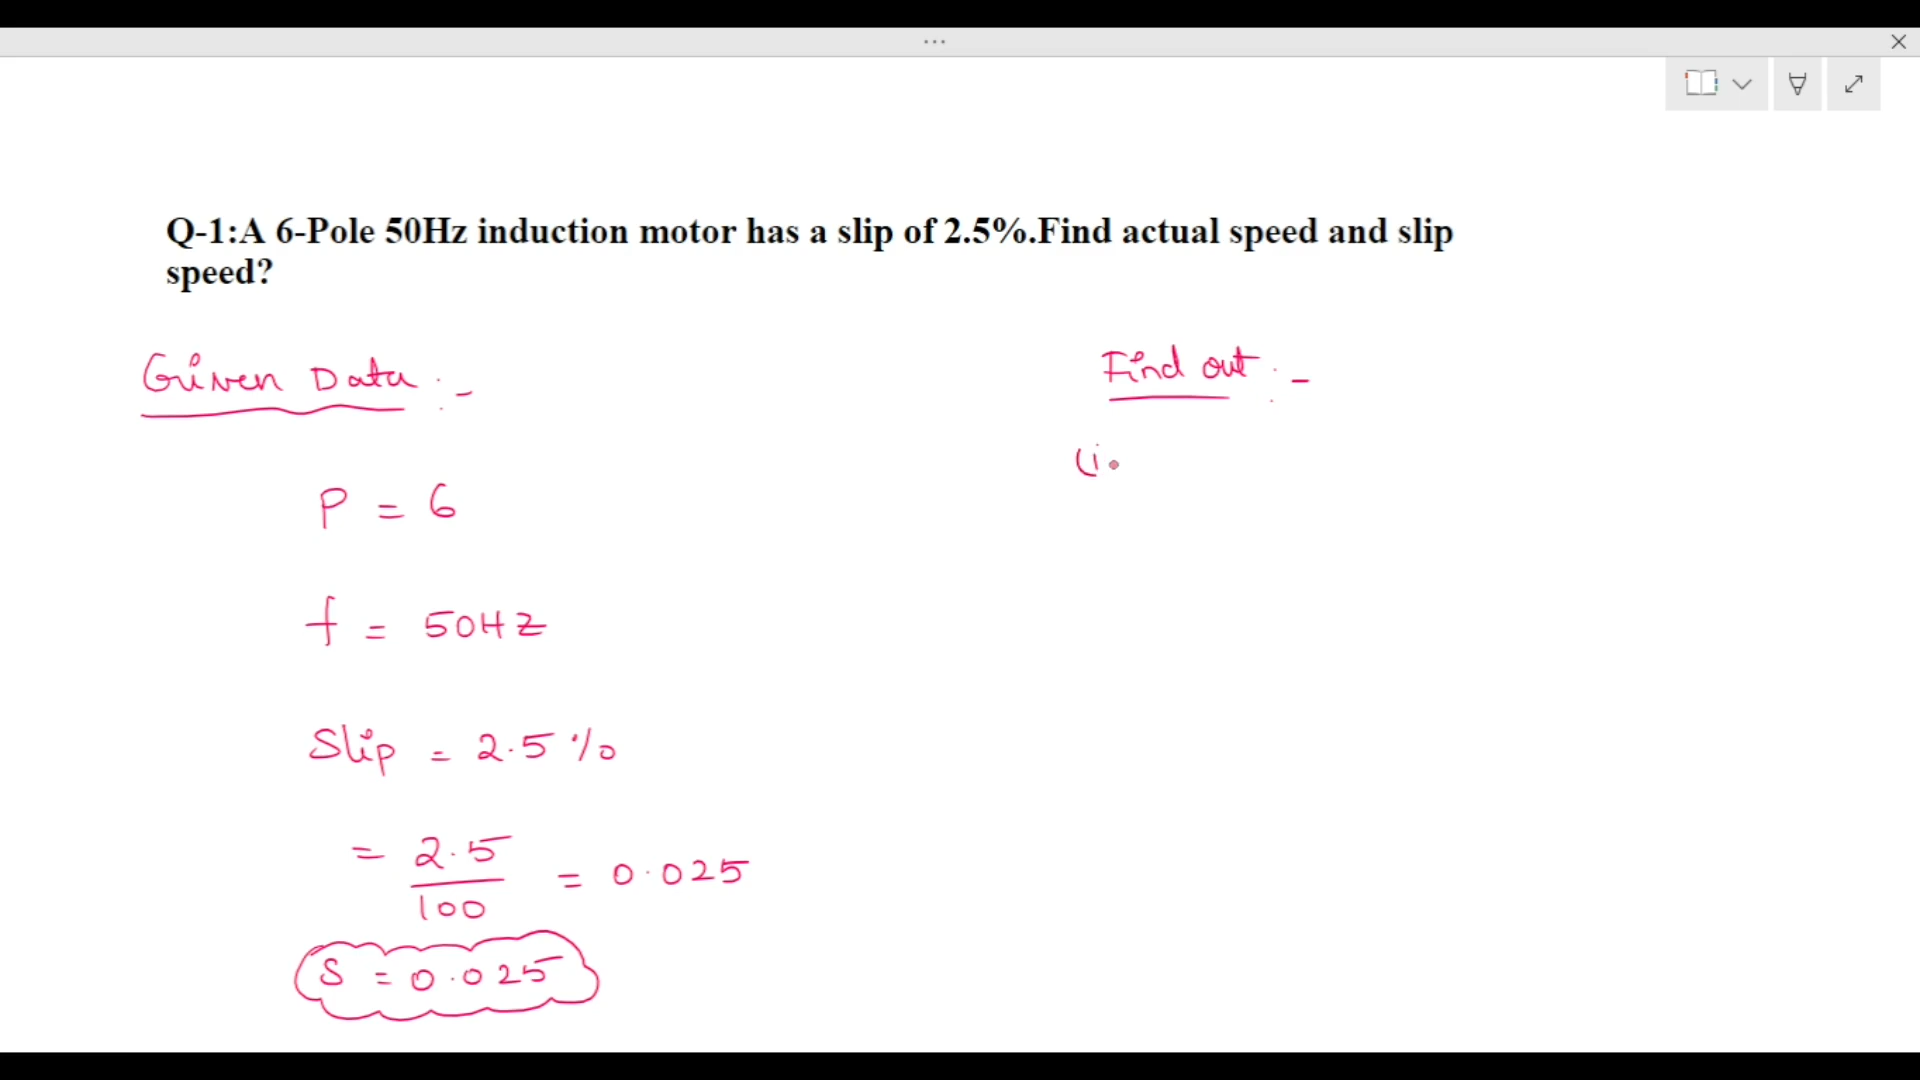 Q-1:A 6-Pole 50Hz induction motor has a slip of 2.5%.Find actual speed and slip
speed?
Given Data :-
Find out :-
(i
P = 6
f = 50HZ
Slip = 2.5 %
= 2.5/100 = 0.025
S = 0.025